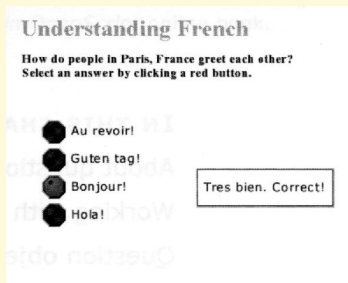 Understanding French
How do people in Paris, France greet each other?
Select an answer by clicking a red button.
Au revoir!
Guten tag!
Bonjour!
Hola!
Tres bien. Correct!